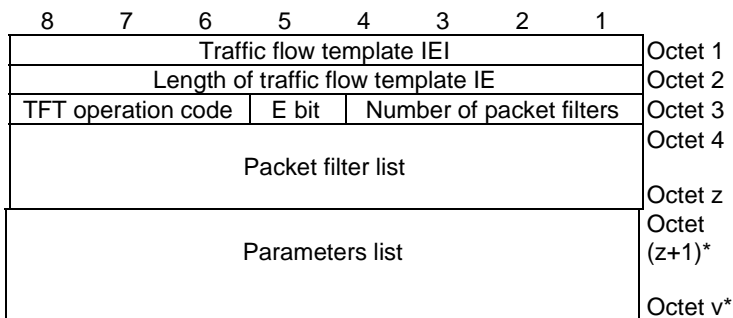 8 7 6 5 4 3 2 1
Traffic flow template IEI Octet 1
Length of traffic flow template IE Octet 2
TFT operation code E bit Number of packet filters Octet 3
Octet 4
Packet filter list
Octet z
Octet
Parameters list (z+1)*
Octet v*